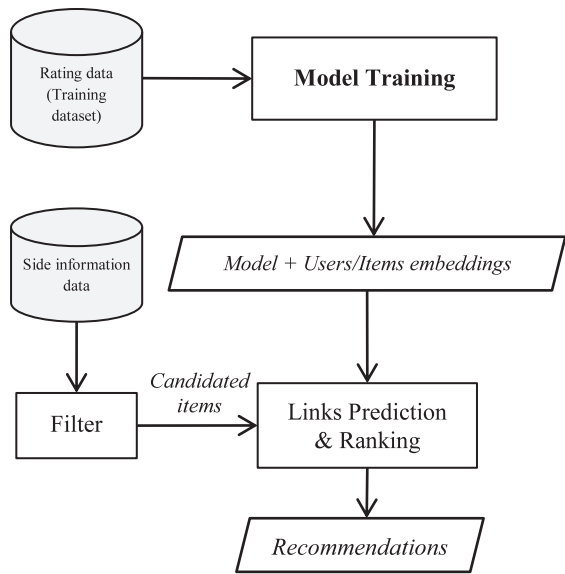 Rating data
(Training
dataset)
Model Training
Model + Users/Items embeddings
Side information
data
Filter
Candidated
items
Links Prediction
& Ranking
Recommendations